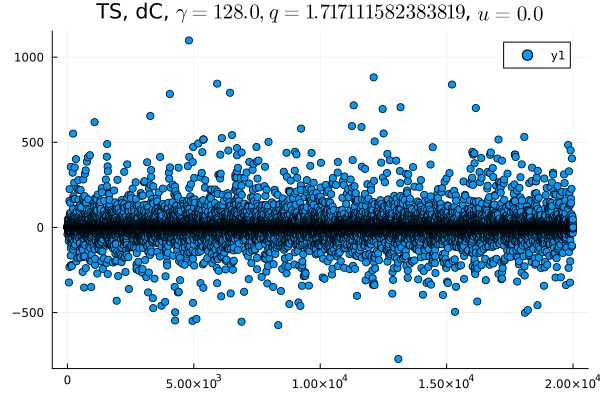 TS, dC, γ = 128.0, q = 1.717111582383819, u = 0.0
y1
1000
500
0
−500
0 5.00×10³ 1.00×10⁴ 1.50×10⁴ 2.00×10⁴